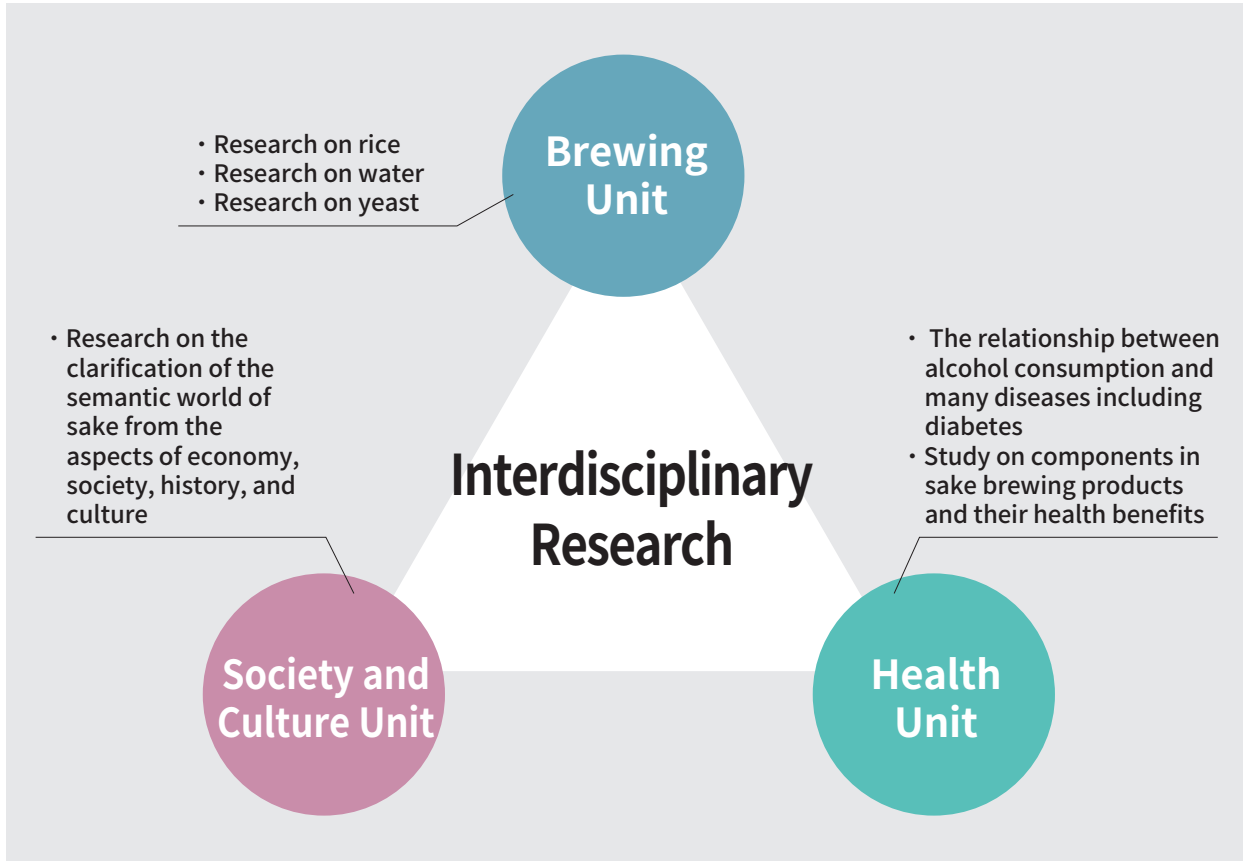 Brewing
Unit
・Research on rice
・Research on water
・Research on yeast
・Research on the
clarification of the
semantic world of
sake from the
aspects of economy,
society, history, and
culture
・ The relationship between
alcohol consumption and
many diseases including
diabetes
・Study on components in
sake brewing products
and their health benefits
Interdisciplinary
Research
Society and
Culture Unit
Health
Unit